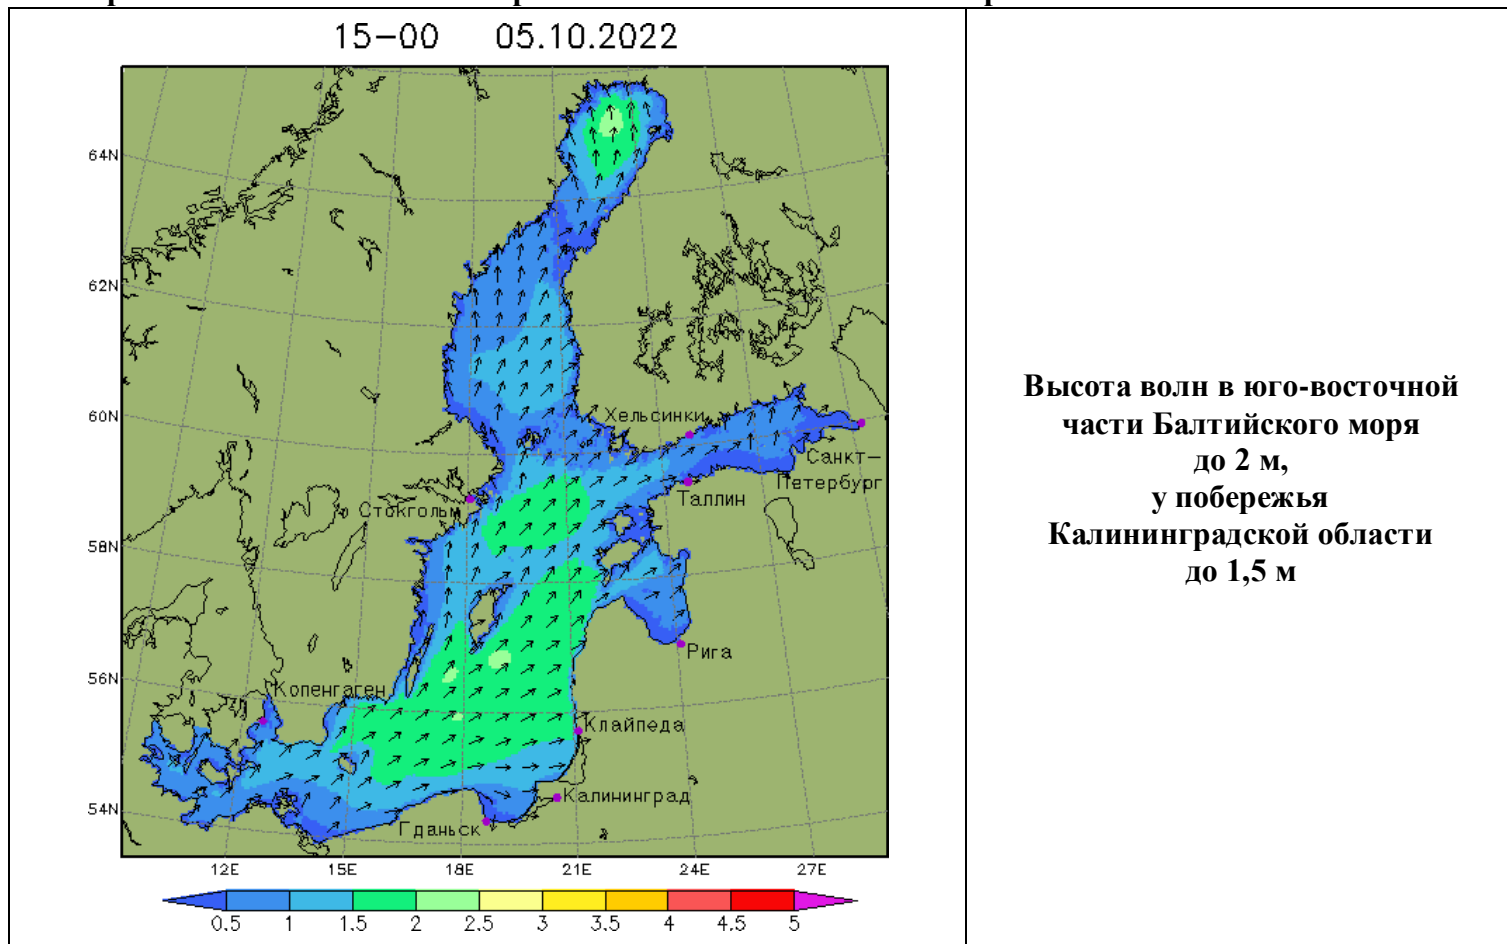 15-00 05.10.2022
64N
62N
60N
58N
56N
54N
Хельсинки
Санкт-
Петербург
Таллин
Стокгольм
Рига
Копенгаген
Клайпеда
Калининград
Гданьск
12E 15E 18E 21E 24E 27E
0,5 1 1,5 2 2,5 3 3,5 4 4,5 5
Высота волн в юго-восточной
части Балтийского моря
до 2 м,
у побережья
Калининградской области
до 1,5 м